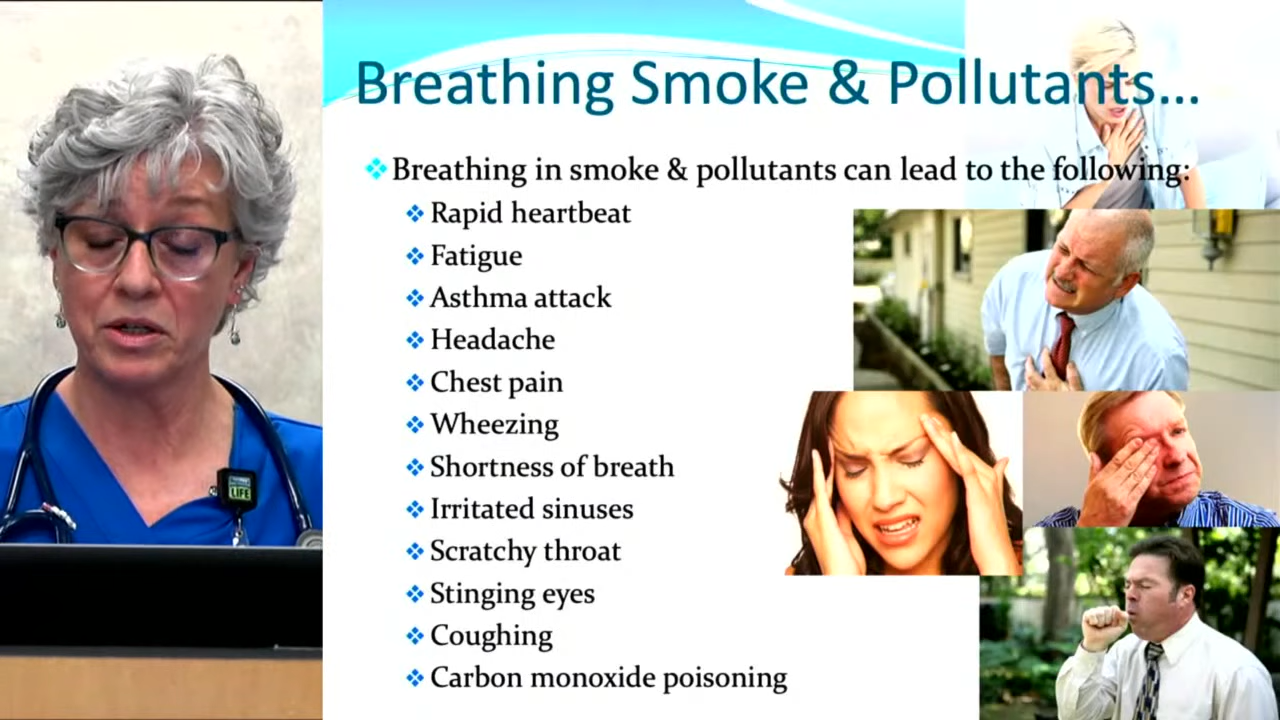 Breathing Smoke & Pollutants...
Breathing in smoke & pollutants can lead to the following:
Rapid heartbeat
Fatigue
Asthma attack
Headache
Chest pain
Wheezing
Shortness of breath
Irritated sinuses
Scratchy throat
Stinging eyes
Coughing
Carbon monoxide poisoning
LIFE